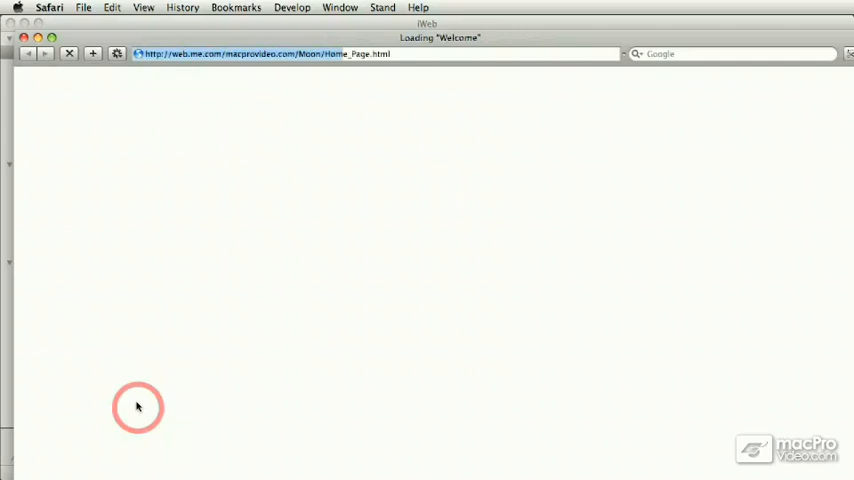 Safari File Edit View History Bookmarks Develop Window Stand Help
iWeb
Loading "Welcome"
http://web.me.com/macprovideo.com/Moon/Home_Page.html Google
macPro
Video.com